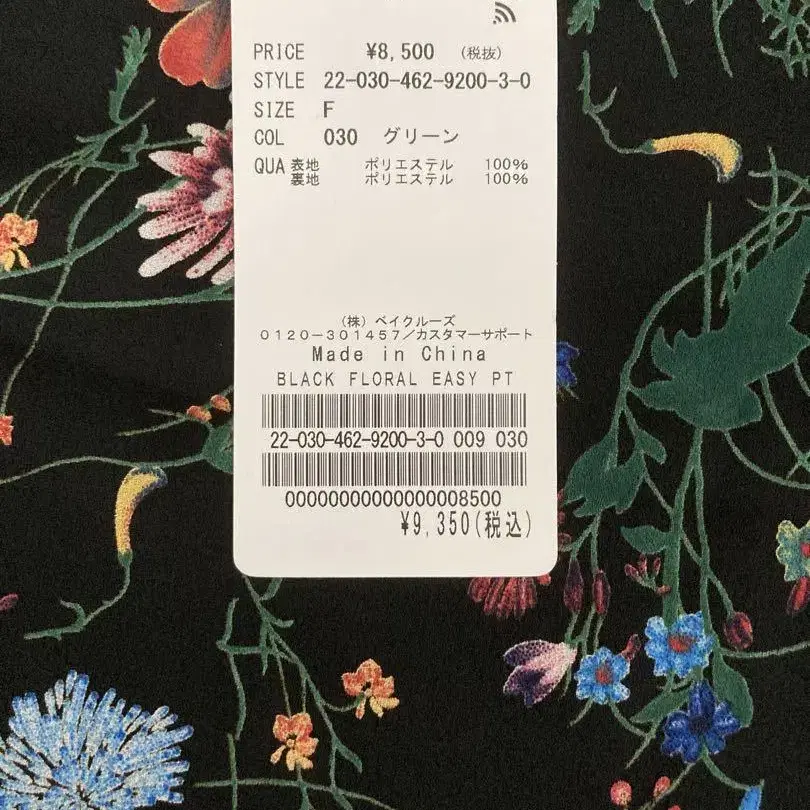 PRICE ¥8,500 (税抜)
STYLE 22-030-462-9200-3-0
SIZE F
COL 030 グリーン
QUA 表地 ポリエステル 100%
裏地 ポリエステル 100%
(株) ベイクルーズ
0120-301457/カスタマーサポート
Made in China
BLACK FLORAL EASY PT
22-030-462-9200-3-0 009 030
00000000000000008500
¥9,350(税込)